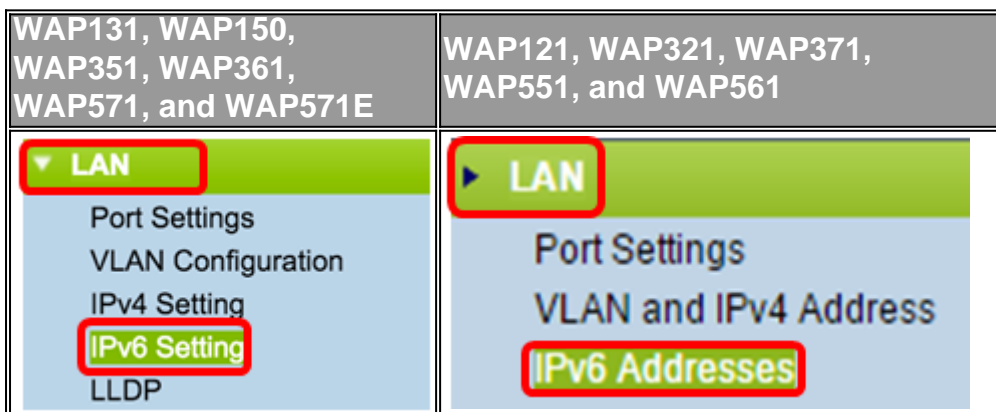 WAP131, WAP150,
WAP351, WAP361,
WAP571, and WAP571E
WAP121, WAP321, WAP371,
WAP551, and WAP561
LAN
Port Settings
VLAN Configuration
IPv4 Setting
IPv6 Setting
LLDP
LAN
Port Settings
VLAN and IPv4 Address
IPv6 Addresses